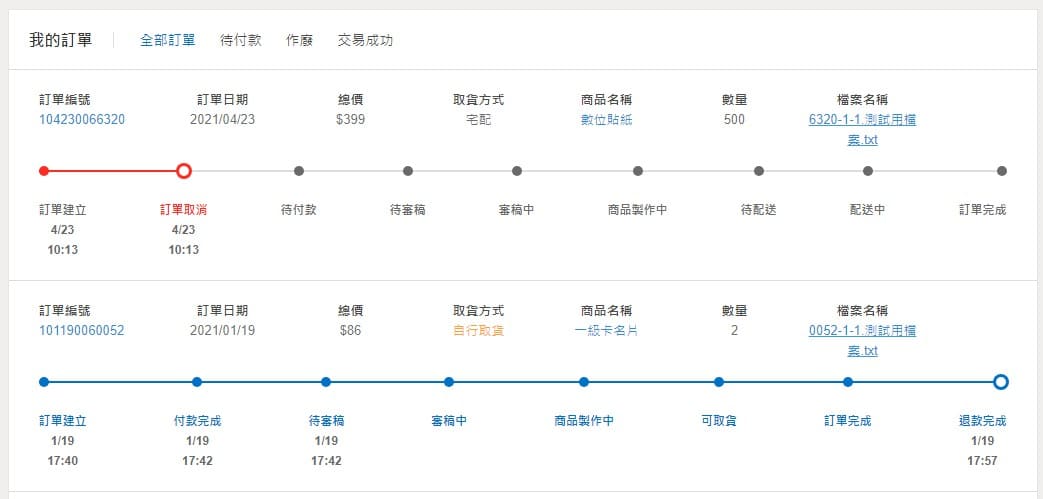 我的訂單 全部訂單 待付款 作廢 交易成功
訂單編號 訂單日期 總價 取貨方式 商品名稱 數量 檔案名稱
104230066320 2021/04/23 $399 宅配 數位貼紙 500 6320-1-1.測試用檔
案.txt
訂單建立 訂單取消 待付款 待審稿 審稿中 商品製作中 待配送 配送中 訂單完成
4/23 4/23
10:13 10:13
訂單編號 訂單日期 總價 取貨方式 商品名稱 數量 檔案名稱
101190060052 2021/01/19 $86 自行取貨 一級卡名片 2 0052-1-1.測試用檔
案.txt
訂單建立 付款完成 待審稿 審稿中 商品製作中 可取貨 訂單完成 退款完成
1/19 1/19 1/19 1/19
17:40 17:42 17:42 17:57